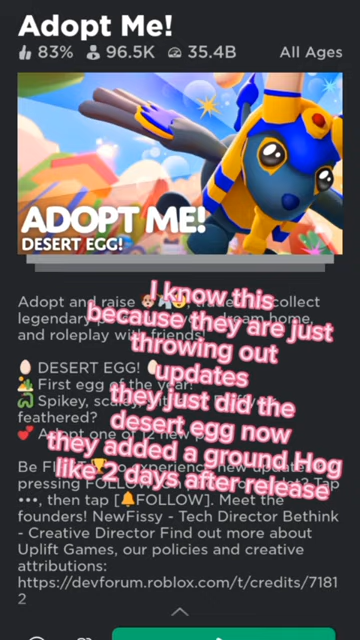 Adopt Me!
83% 96.5K 35.4B All Ages
ADOPT ME!
DESERT EGG!
I know this
because they are just
throwing out
updates
they just did the
desert egg now
they added a ground Hog
like 2 days after release
Adopt and raise collect
legendary dream home,
and roleplay with friends!
DESERT EGG!
First egg of the year!
Spikey,
feathered?
Adopt one of 12 new
Be experience new update
pressing FOLLOW Tap
•••, then tap [🔔FOLLOW]. Meet the
founders! NewFissy - Tech Director Bethink
- Creative Director Find out more about
Uplift Games, our policies and creative
attributions:
https://devforum.roblox.com/t/credits/7181
2